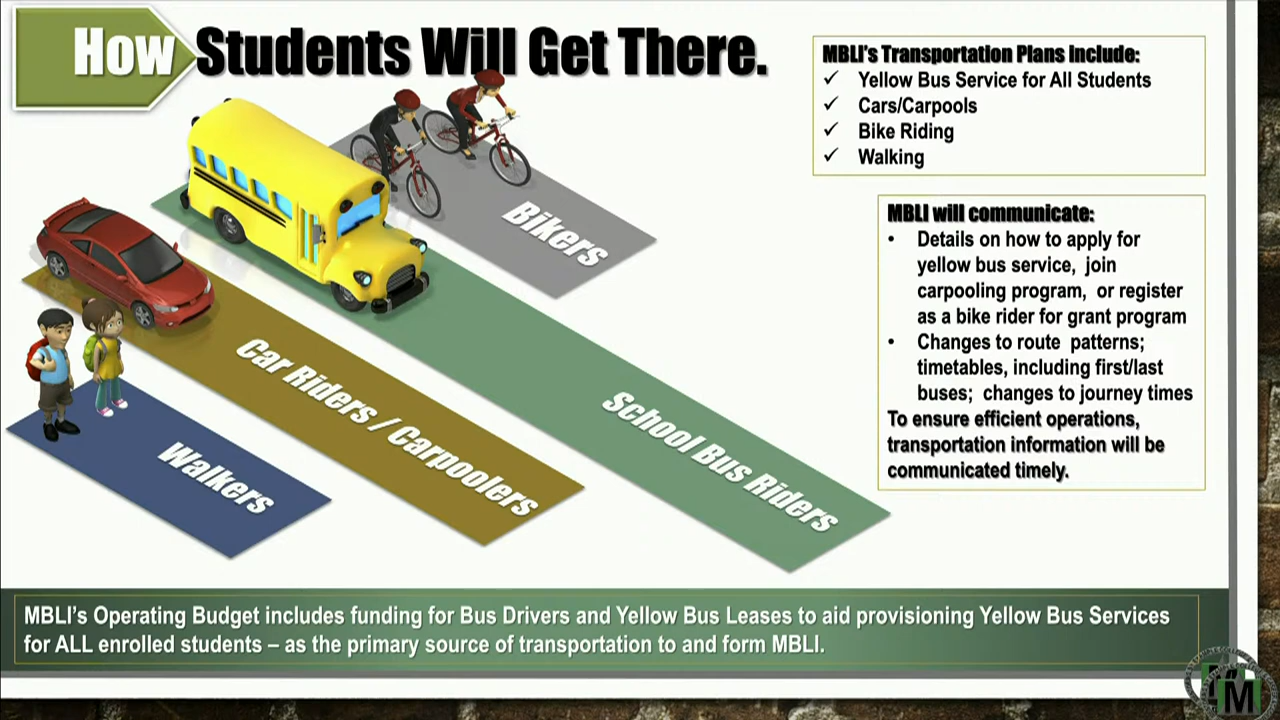 How Students Will Get There.
MBLI's Transportation Plans include:
✓ Yellow Bus Service for All Students
✓ Cars/Carpools
✓ Bike Riding
✓ Walking
MBLI will communicate:
• Details on how to apply for
yellow bus service, join
carpooling program, or register
as a bike rider for grant program
• Changes to route patterns;
timetables, including first/last
buses; changes to journey times
To ensure efficient operations,
transportation information will be
communicated timely.
Bikers
School Bus Riders
Car Riders / Carpoolers
Walkers
MBLI's Operating Budget includes funding for Bus Drivers and Yellow Bus Leases to aid provisioning Yellow Bus Services
for ALL enrolled students – as the primary source of transportation to and form MBLI.